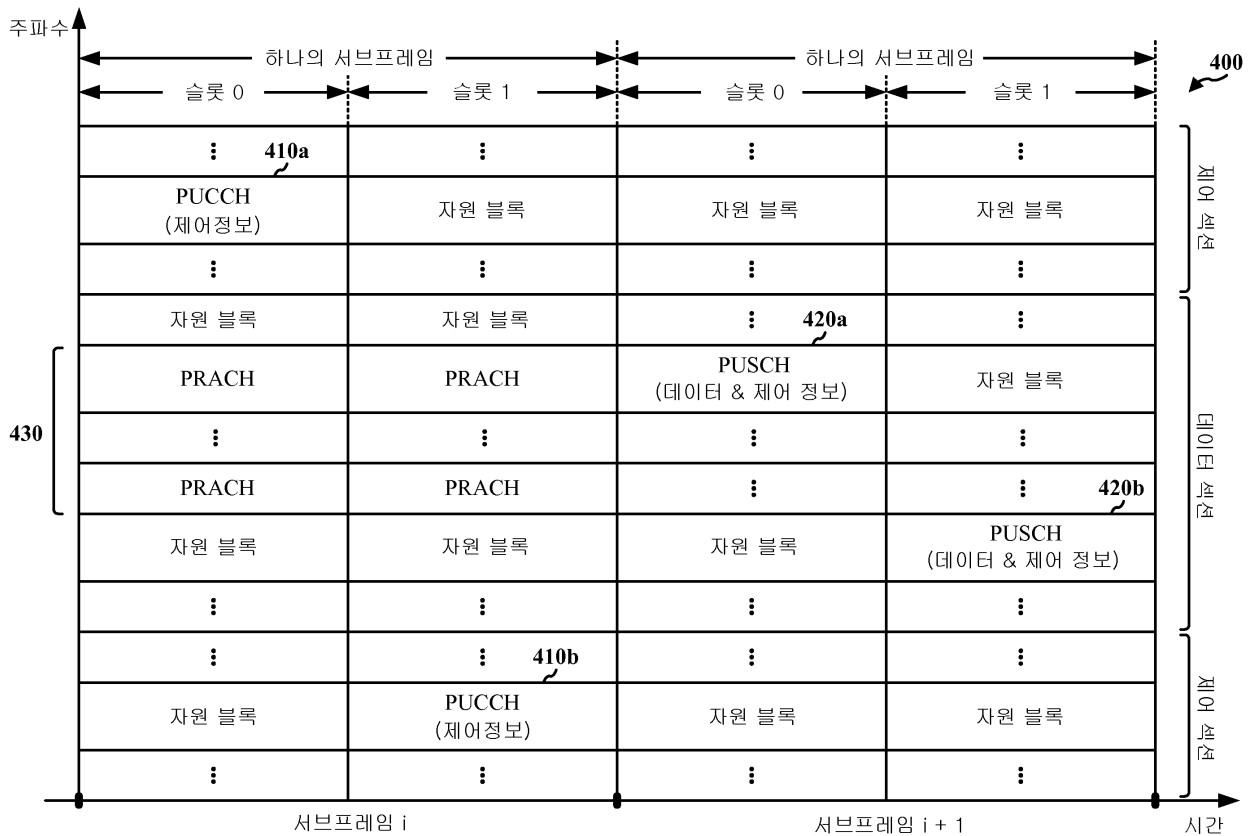 주파수
하나의 서브프레임
하나의 서브프레임
400
슬롯 0
슬롯 1
슬롯 0
슬롯 1
410a
PUCCH
(제어정보)
자원 블록
자원 블록
자원 블록
제어 섹션
자원 블록
자원 블록
420a
430
PRACH
PRACH
PUSCH
(데이터 & 제어 정보)
자원 블록
데이터 섹션
PRACH
PRACH
420b
자원 블록
자원 블록
자원 블록
PUSCH
(데이터 & 제어 정보)
410b
자원 블록
PUCCH
(제어정보)
자원 블록
자원 블록
제어 섹션
서브프레임 i
서브프레임 i + 1
시간